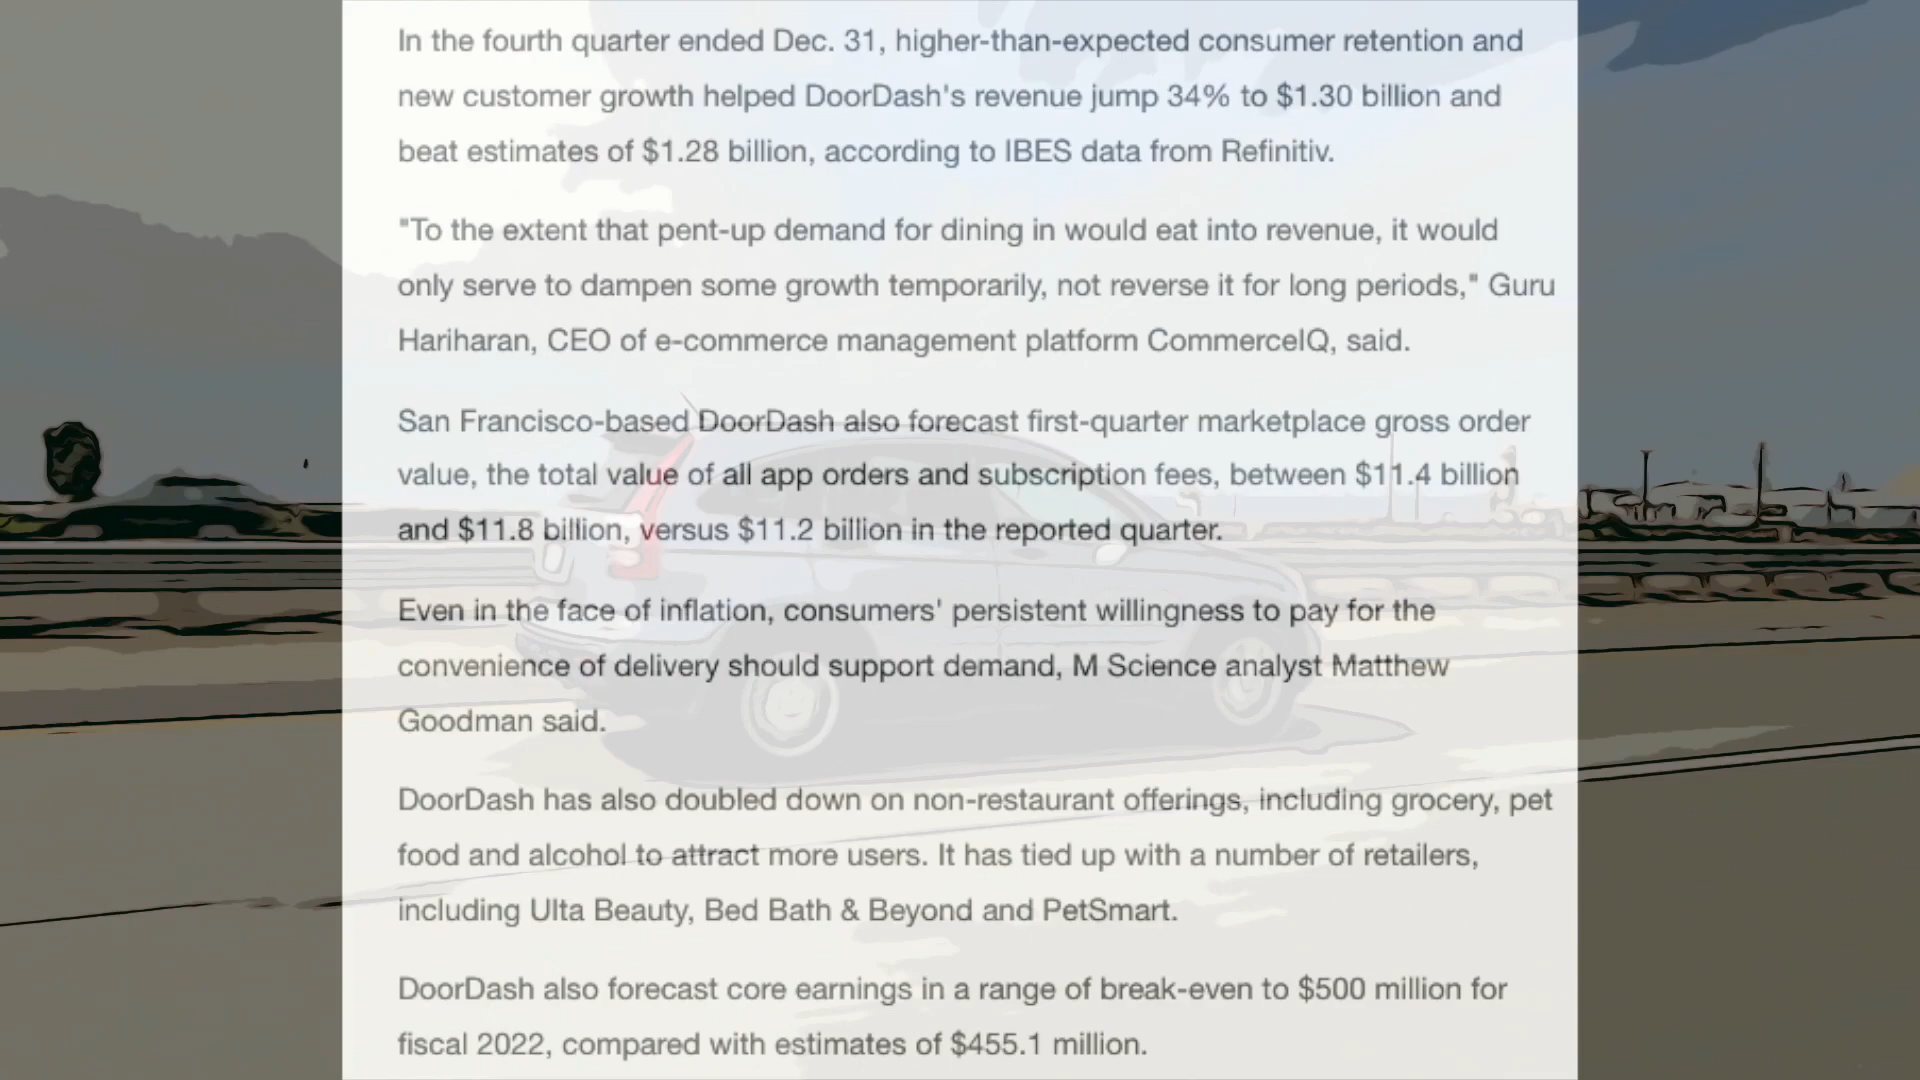 In the fourth quarter ended Dec. 31, higher-than-expected consumer retention and
new customer growth helped DoorDash's revenue jump 34% to $1.30 billion and
beat estimates of $1.28 billion, according to IBES data from Refinitiv.
"To the extent that pent-up demand for dining in would eat into revenue, it would
only serve to dampen some growth temporarily, not reverse it for long periods," Guru
Hariharan, CEO of e-commerce management platform CommerceIQ, said.
San Francisco-based DoorDash also forecast first-quarter marketplace gross order
value, the total value of all app orders and subscription fees, between $11.4 billion
and $11.8 billion, versus $11.2 billion in the reported quarter.
Even in the face of inflation, consumers' persistent willingness to pay for the
convenience of delivery should support demand, M Science analyst Matthew
Goodman said.
DoorDash has also doubled down on non-restaurant offerings, including grocery, pet
food and alcohol to attract more users. It has tied up with a number of retailers,
including Ulta Beauty, Bed Bath & Beyond and PetSmart.
DoorDash also forecast core earnings in a range of break-even to $500 million for
fiscal 2022, compared with estimates of $455.1 million.